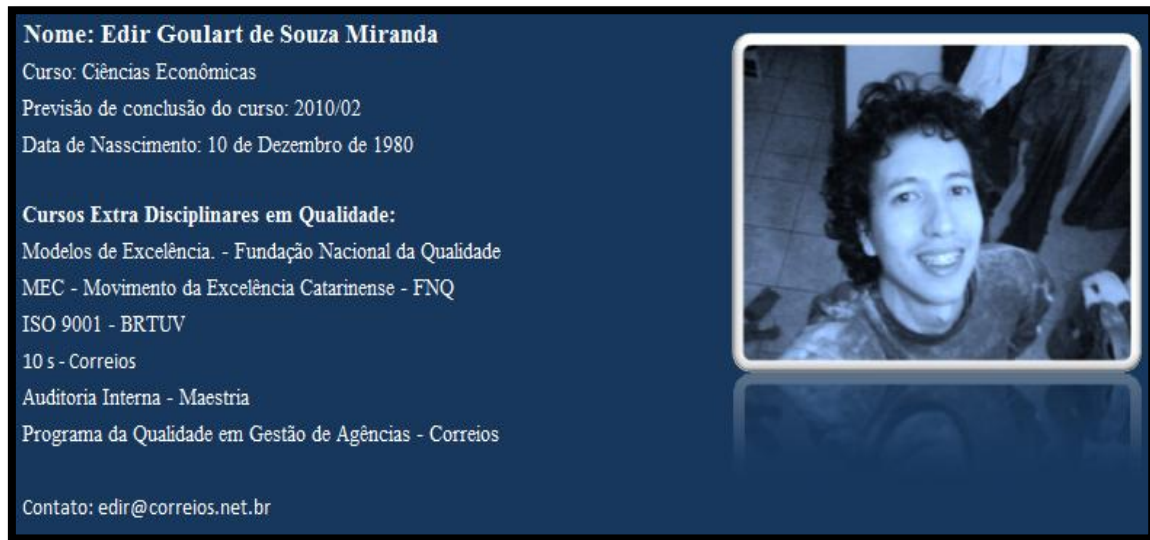 Nome: Edir Goulart de Souza Miranda
Curso: Ciências Econômicas
Previsão de conclusão do curso: 2010/02
Data de Nasscimento: 10 de Dezembro de 1980
Cursos Extra Disciplinares em Qualidade:
Modelos de Excelência. - Fundação Nacional da Qualidade
MEC - Movimento da Excelência Catarinense - FNQ
ISO 9001 - BRTUV
10 s - Correios
Auditoria Interna - Maestria
Programa da Qualidade em Gestão de Agências - Correios
Contato: edir@correios.net.br